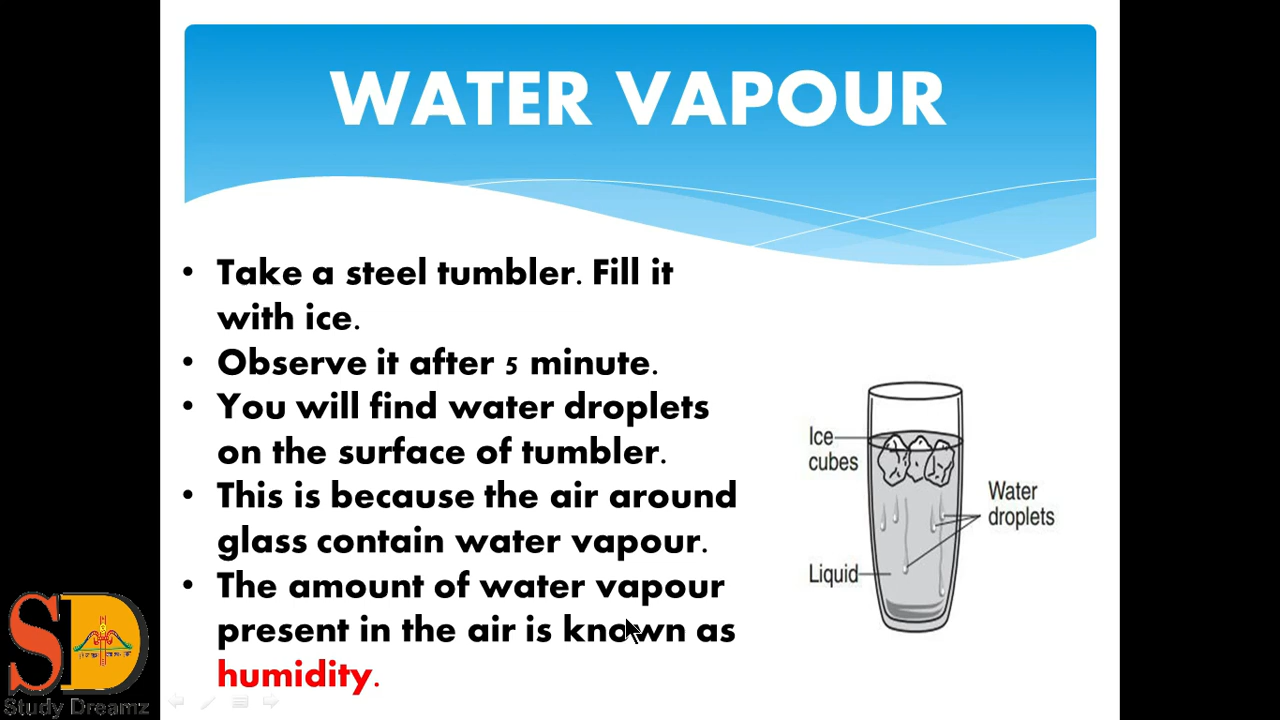 WATER VAPOUR
• Take a steel tumbler. Fill it
with ice.
• Observe it after 5 minute.
• You will find water droplets
on the surface of tumbler.
• This is because the air around
glass contain water vapour.
• The amount of water vapour
present in the air is known as
humidity.
Ice
cubes
Water
droplets
Liquid
SD
Study Dreamz